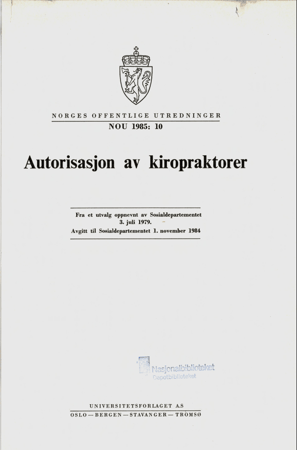 NORGES OFFENTLIGE UTREDNINGER
NOU 1985: 10
Autorisasjon av kiropraktorer
Fra et utvalg oppnevnt av Sosialdepartementet
3. juli 1979.
Avgitt til Sosialdepartementet 1. november 1984
Nasjonalbiblioteket
UNIVERSITETSFORLAGET A.S
OSLO — BERGEN — STAVANGER — TROMSØ